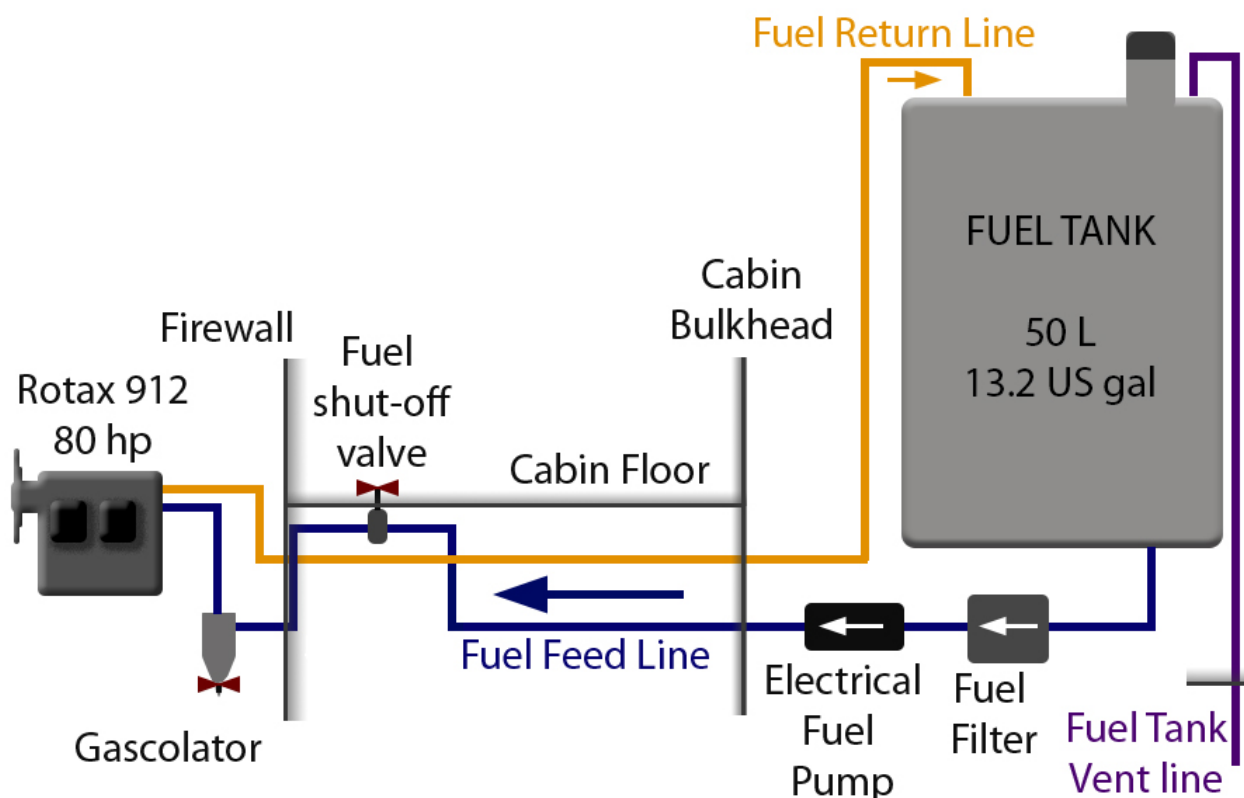 Fuel Return Line
FUEL TANK
50 L
13.2 US gal
Cabin
Bulkhead
Firewall
Fuel
shut-off
valve
Rotax 912
80 hp
Cabin Floor
Fuel Feed Line
Electrical
Fuel
Pump
Fuel
Filter
Fuel Tank
Vent line
Gascolator